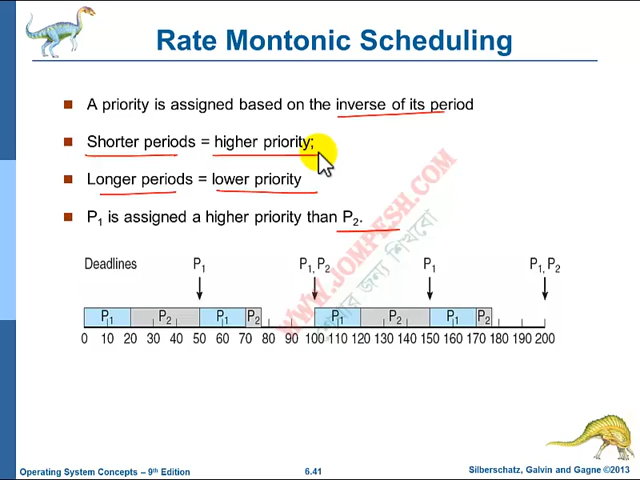 Rate Montonic Scheduling
A priority is assigned based on the inverse of its period
Shorter periods = higher priority;
Longer periods = lower priority
P1 is assigned a higher priority than P2.
WWW.JOMPESH.COM
আমার জন্য শিখবো
Deadlines P1 P1, P2 P1 P1, P2
P1 P2 P1 P2 P1 P2 P1 P2
0 10 20 30 40 50 60 70 80 90 100 110 120 130 140 150 160 170 180 190 200
Operating System Concepts – 9th Edition 6.41 Silberschatz, Galvin and Gagne ©2013